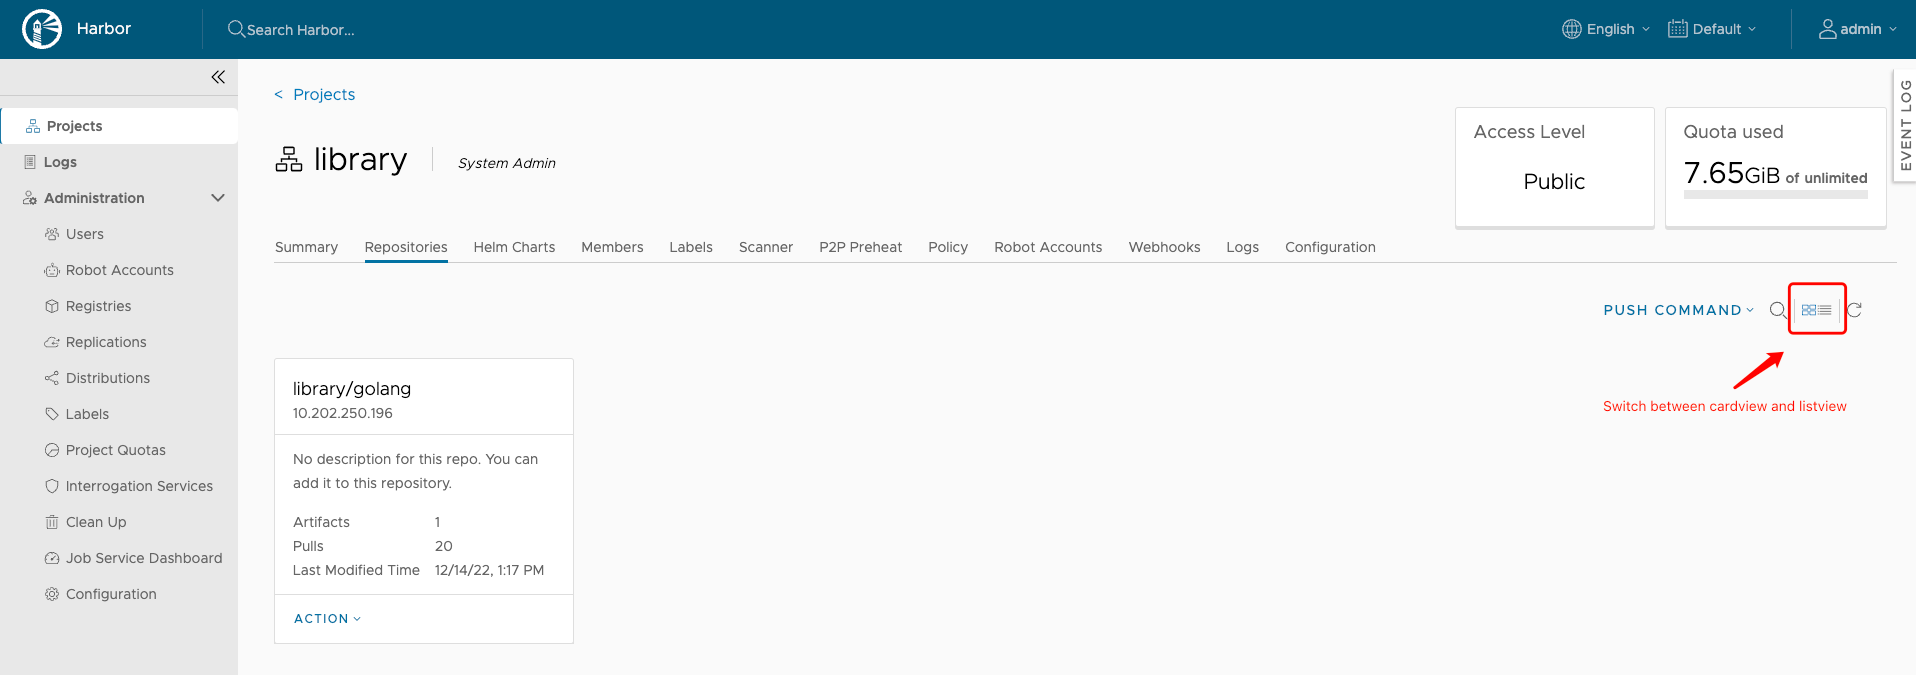 Harbor
Search Harbor...
English
Default
admin
Projects
Logs
Administration
Users
Robot Accounts
Registries
Replications
Distributions
Labels
Project Quotas
Interrogation Services
Clean Up
Job Service Dashboard
Configuration
< Projects
library
System Admin
Access Level
Public
Quota used
7.65GiB of unlimited
EVENT LOG
Summary Repositories Helm Charts Members Labels Scanner P2P Preheat Policy Robot Accounts Webhooks Logs Configuration
PUSH COMMAND
Switch between cardview and listview
library/golang
10.202.250.196
No description for this repo. You can
add it to this repository.
Artifacts 1
Pulls 20
Last Modified Time 12/14/22, 1:17 PM
ACTION